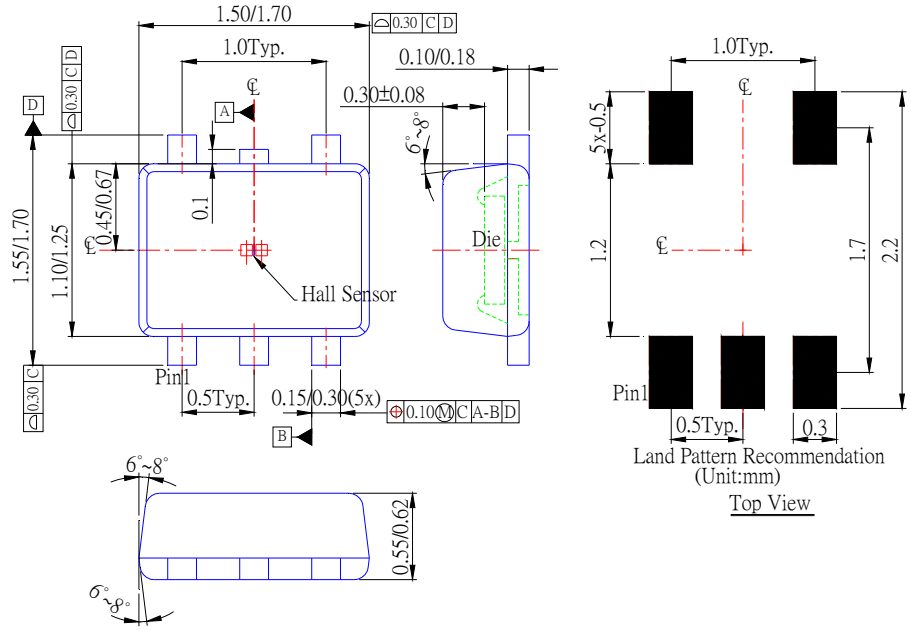 1.50/1.70
⌓ 0.30 C D
1.0Typ.
℄
A
0.10/0.18
0.30±0.08
6°~8°
⌓ 0.30 C D
D
1.55/1.70
1.10/1.25
0.45/0.67
0.1
℄
Hall Sensor
Die
⌓ 0.30 C
Pin1
0.5Typ.
0.15/0.30(5x)
B
⌖ 0.10Ⓜ C A-B D
1.0Typ.
℄
5x-0.5
℄
1.2
1.7
2.2
Pin1
0.5Typ.
0.3
Land Pattern Recommendation
(Unit:mm)
Top View
6°~8°
0.55/0.62
6°~8°